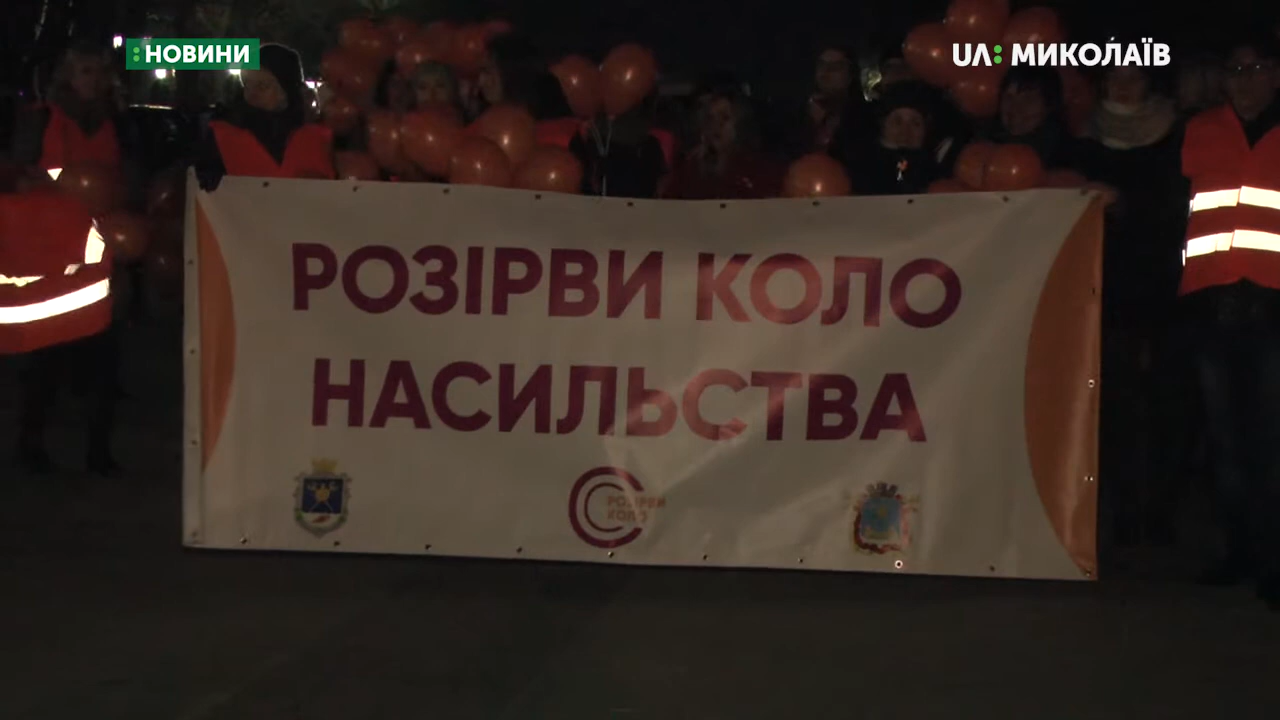 :НОВИНИ
UA: МИКОЛАЇВ
РОЗІРВИ КОЛО
НАСИЛЬСТВА
РОЗІРВИ
КОЛО